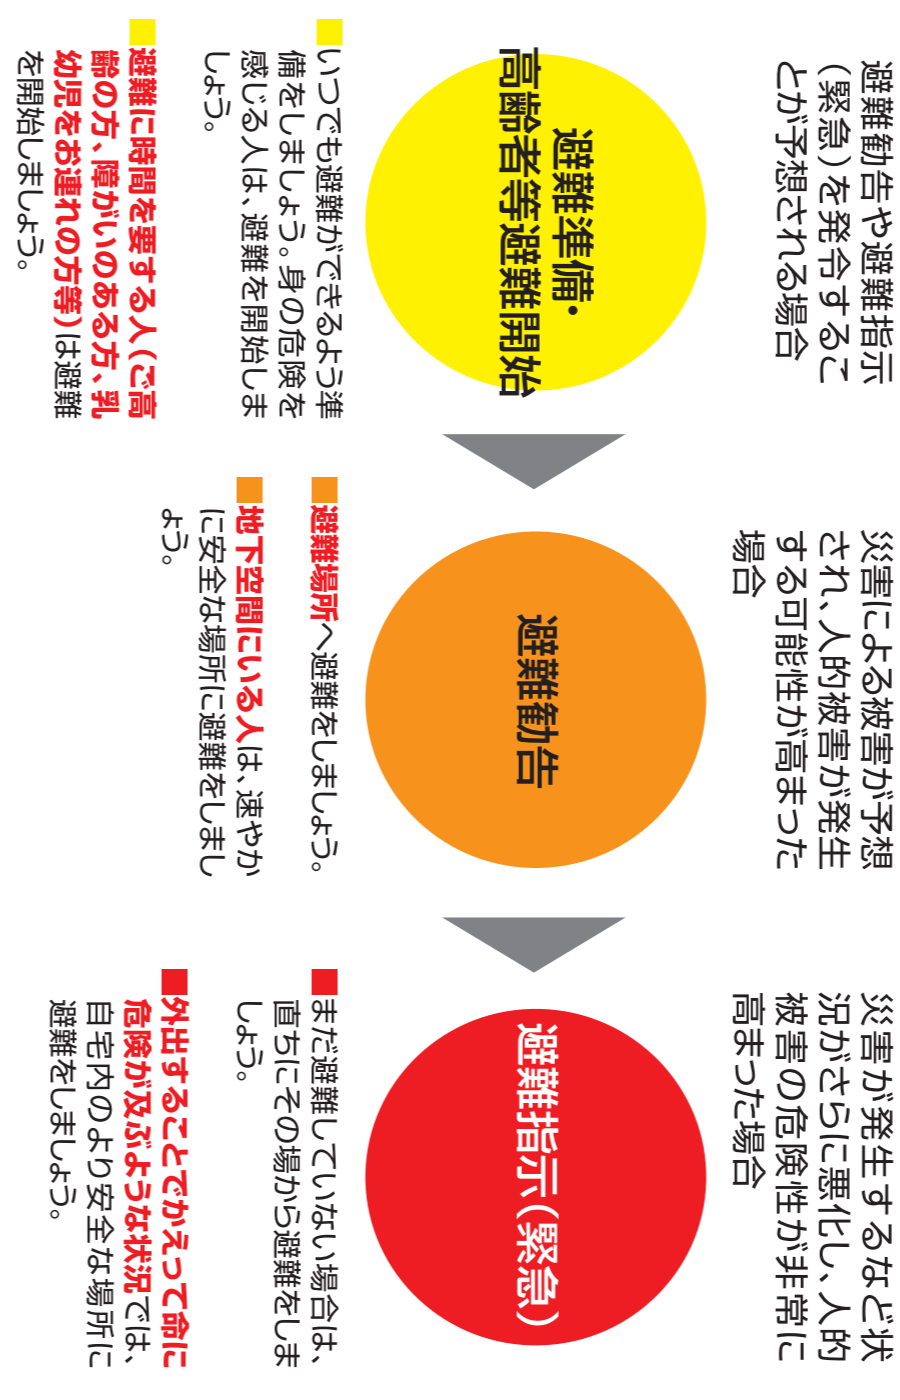 避難勧告や避難指示
（緊急）を発令するこ
とが予想される場合
避難準備・
高齢者等避難開始
■いつでも避難ができるよう準
備をしましょう。身の危険を
感じる人は、避難を開始しま
しょう。
■避難に時間を要する人（ご高
齢の方、障がいのある方、乳
幼児をお連れの方等）は避難
を開始しましょう。
災害による被害が予想
され、人的被害が発生
する可能性が高まった
場合
避難勧告
■避難場所へ避難をしましょう。
■地下空間にいる人は、速やか
に安全な場所に避難をしまし
ょう。
災害が発生するなど状
況がさらに悪化し、人的
被害の危険性が非常に
高まった場合
避難指示（緊急）
■まだ避難していない場合は、
直ちにその場から避難をしま
しょう。
■外出することでかえって命に
危険が及ぶような状況では、
自宅内のより安全な場所に
避難をしましょう。